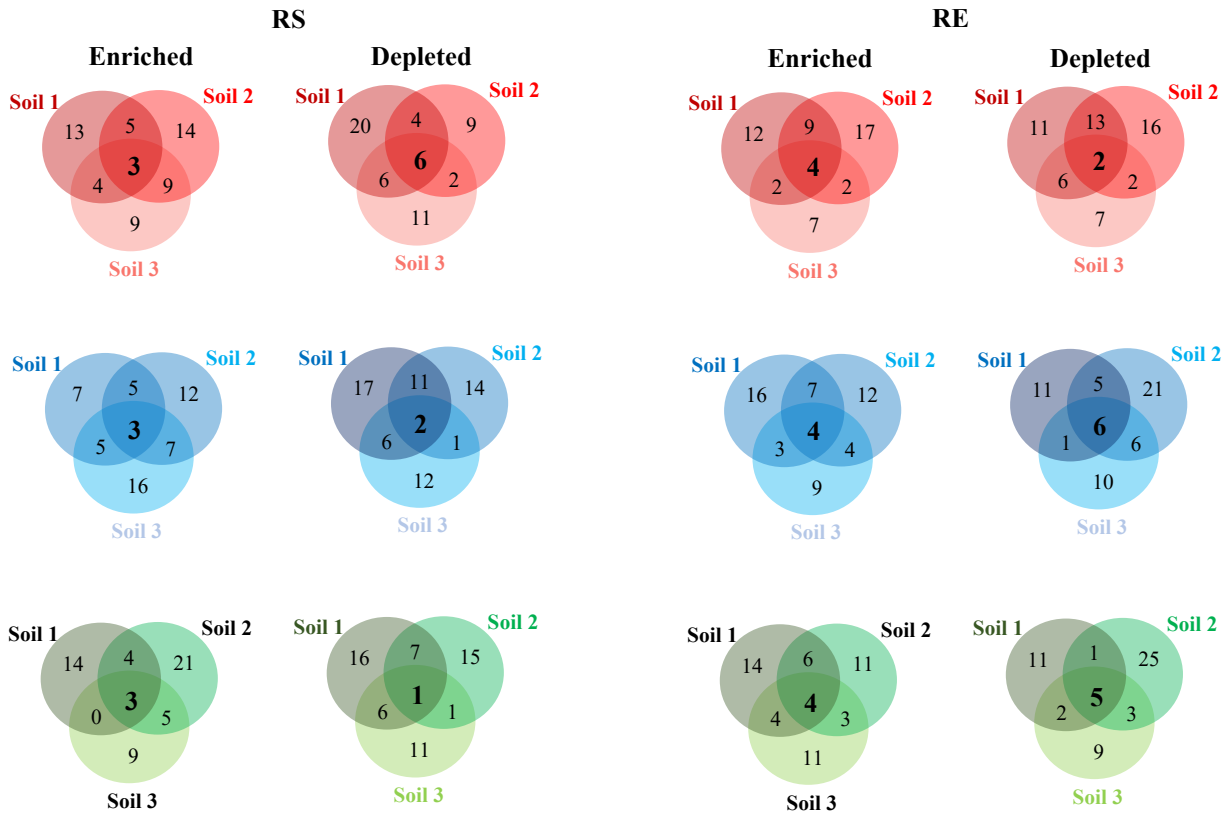 RS RE
Enriched Depleted Enriched Depleted
Soil 1 Soil 2 Soil 1 Soil 2 Soil 1 Soil 2 Soil 1 Soil 2
13 5 14 20 4 9 12 9 17 11 13 16
3 6 4 2
4 9 6 2 2 2 6 2
9 11 7 7
Soil 3 Soil 3 Soil 3 Soil 3
Soil 1 Soil 2 Soil 1 Soil 2 Soil 1 Soil 2 Soil 1 Soil 2
7 5 12 17 11 14 16 7 12 11 5 21
3 2 4 6
5 7 6 1 3 4 1 6
16 12 9 10
Soil 3 Soil 3 Soil 3 Soil 3
Soil 1 Soil 2 Soil 1 Soil 2 Soil 1 Soil 2 Soil 1 Soil 2
14 4 21 16 7 15 14 6 11 11 1 25
3 1 4 5
0 5 6 1 4 3 2 3
9 11 11 9
Soil 3 Soil 3 Soil 3 Soil 3